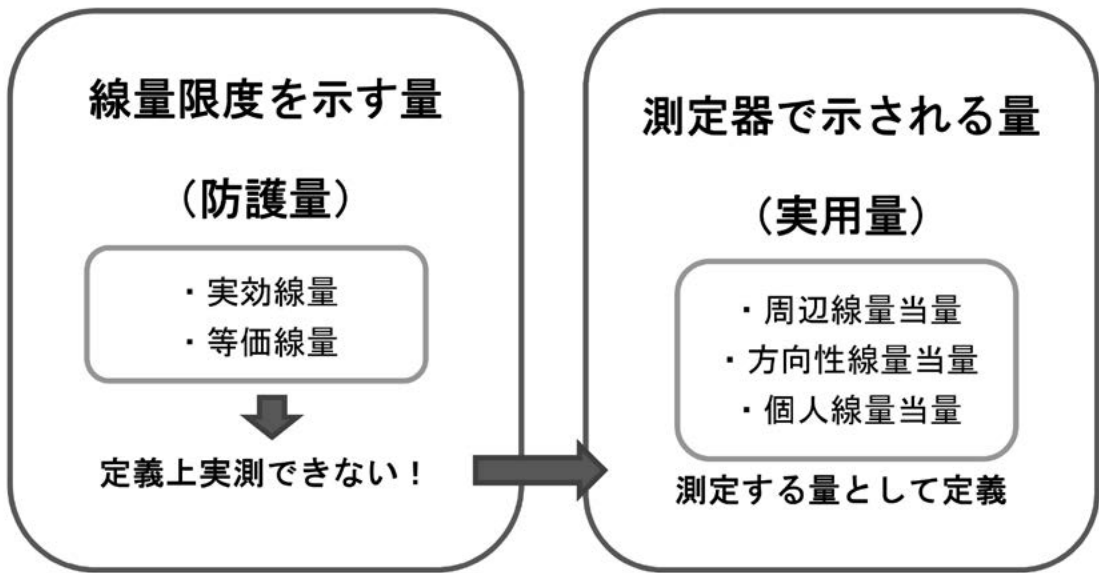 線量限度を示す量
（防護量）
・実効線量
・等価線量
定義上実測できない！
測定器で示される量
（実用量）
・周辺線量当量
・方向性線量当量
・個人線量当量
測定する量として定義